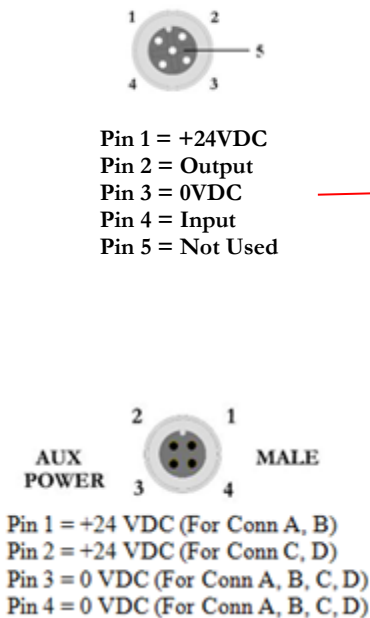 1 2
5
4 3
Pin 1 = +24VDC
Pin 2 = Output
Pin 3 = 0VDC
Pin 4 = Input
Pin 5 = Not Used
2 1
AUX POWER MALE
3 4
Pin 1 = +24 VDC (For Conn A, B)
Pin 2 = +24 VDC (For Conn C, D)
Pin 3 = 0 VDC (For Conn A, B, C, D)
Pin 4 = 0 VDC (For Conn A, B, C, D)